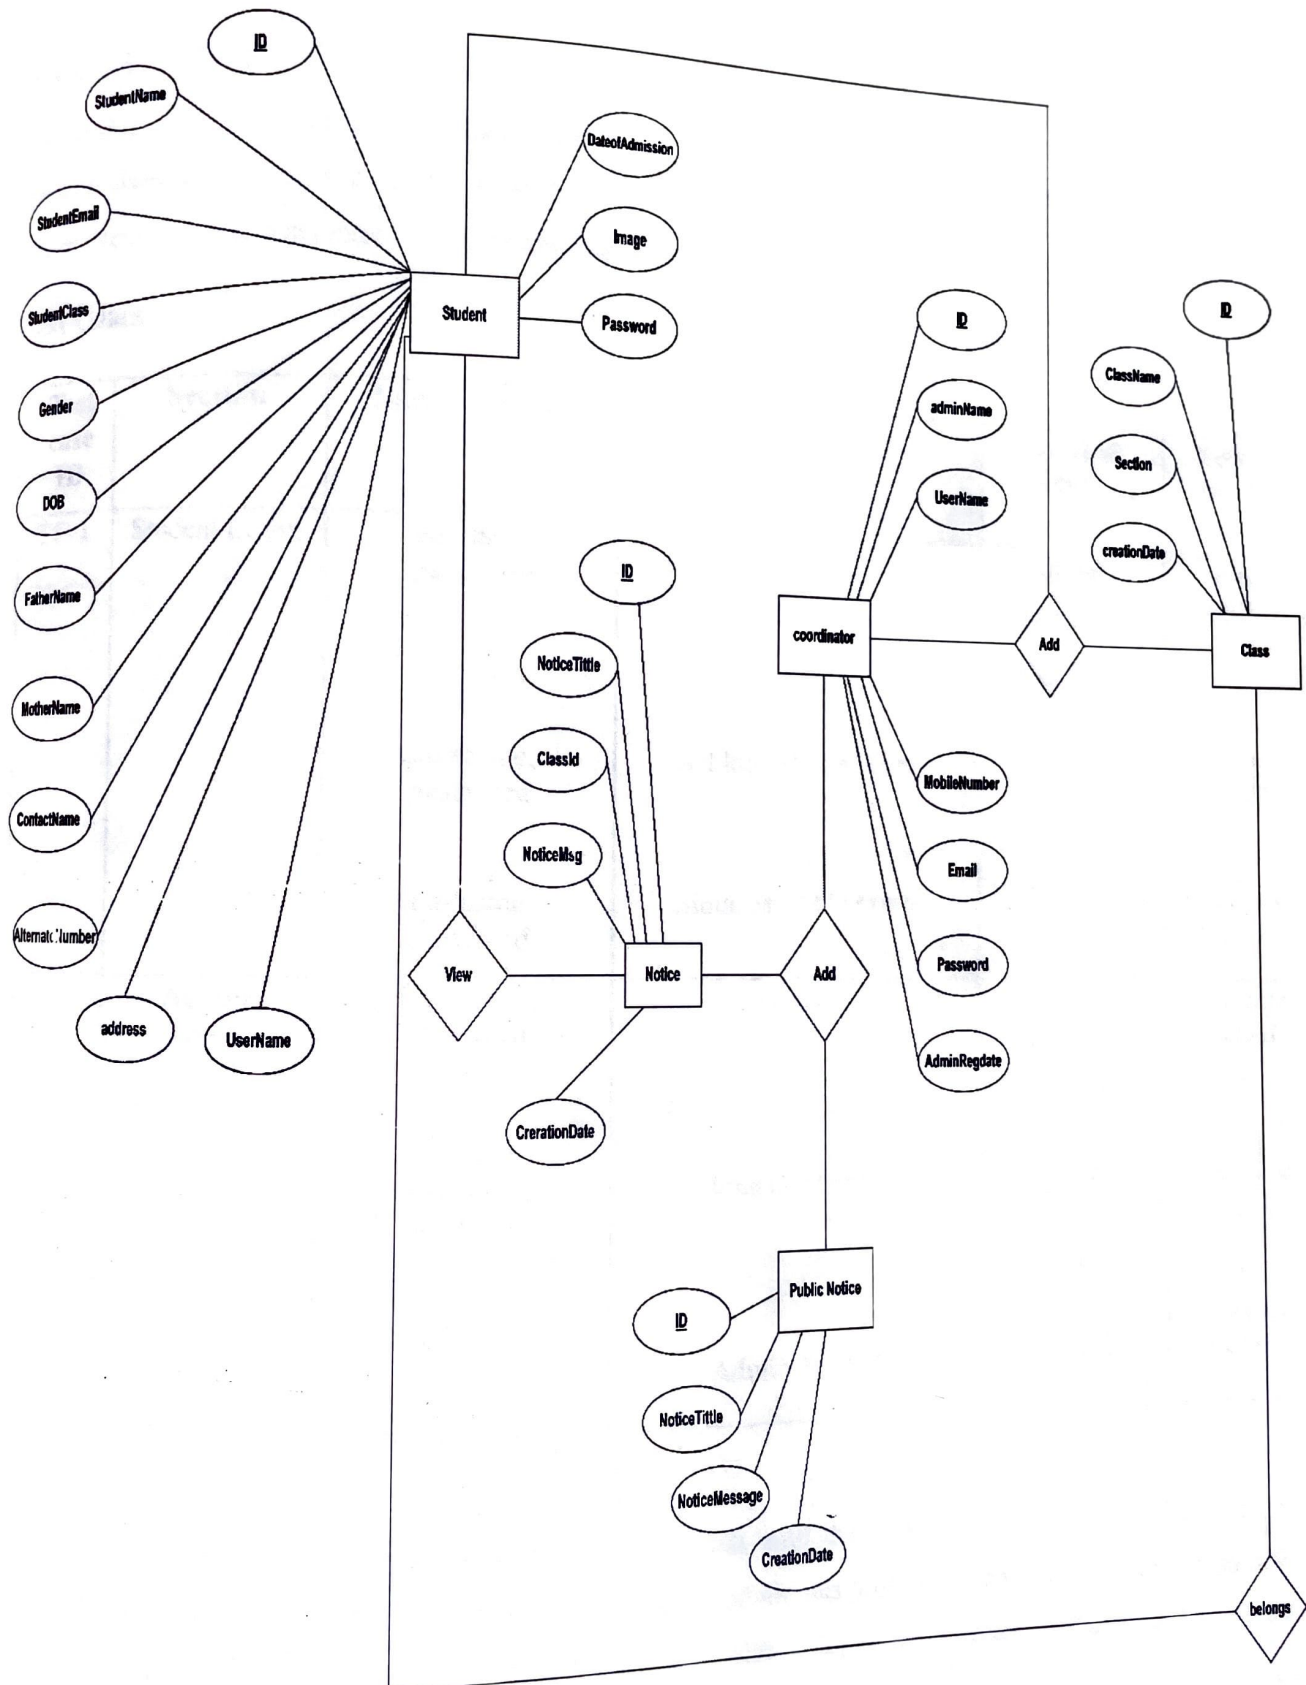 ID
StudentName
StudentEmail
StudentClass
Gender
DOB
FatherName
MotherName
ContactName
address
UserName
DateofAdmission
Image
Password
Student
ID
adminName
UserName
coordinator
MobileNumber
Email
Password
AdminRegdate
Add
ID
ClassName
Section
creationDate
Class
ID
NoticeTittle
ClassId
NoticeMsg
View
Notice
Add
CrerationDate
Public Notice
ID
NoticeTittle
NoticeMessage
CreationDate
belongs